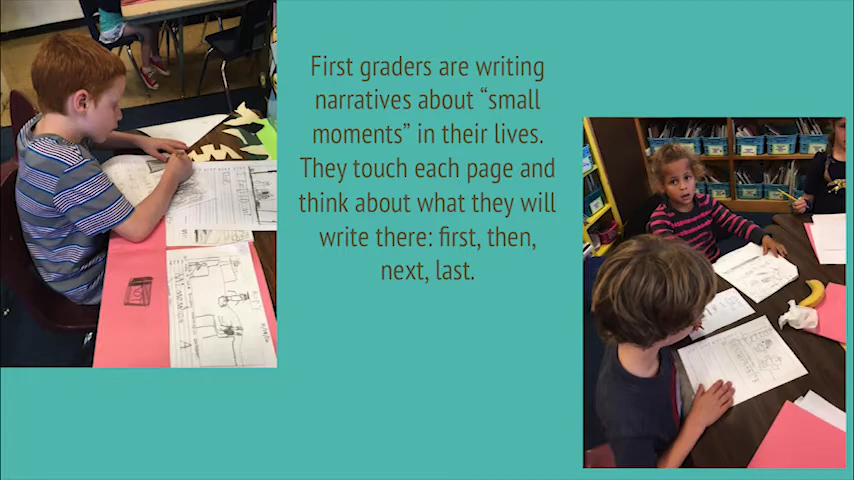 First graders are writing
narratives about “small
moments” in their lives.
They touch each page and
think about what they will
write there: first, then,
next, last.